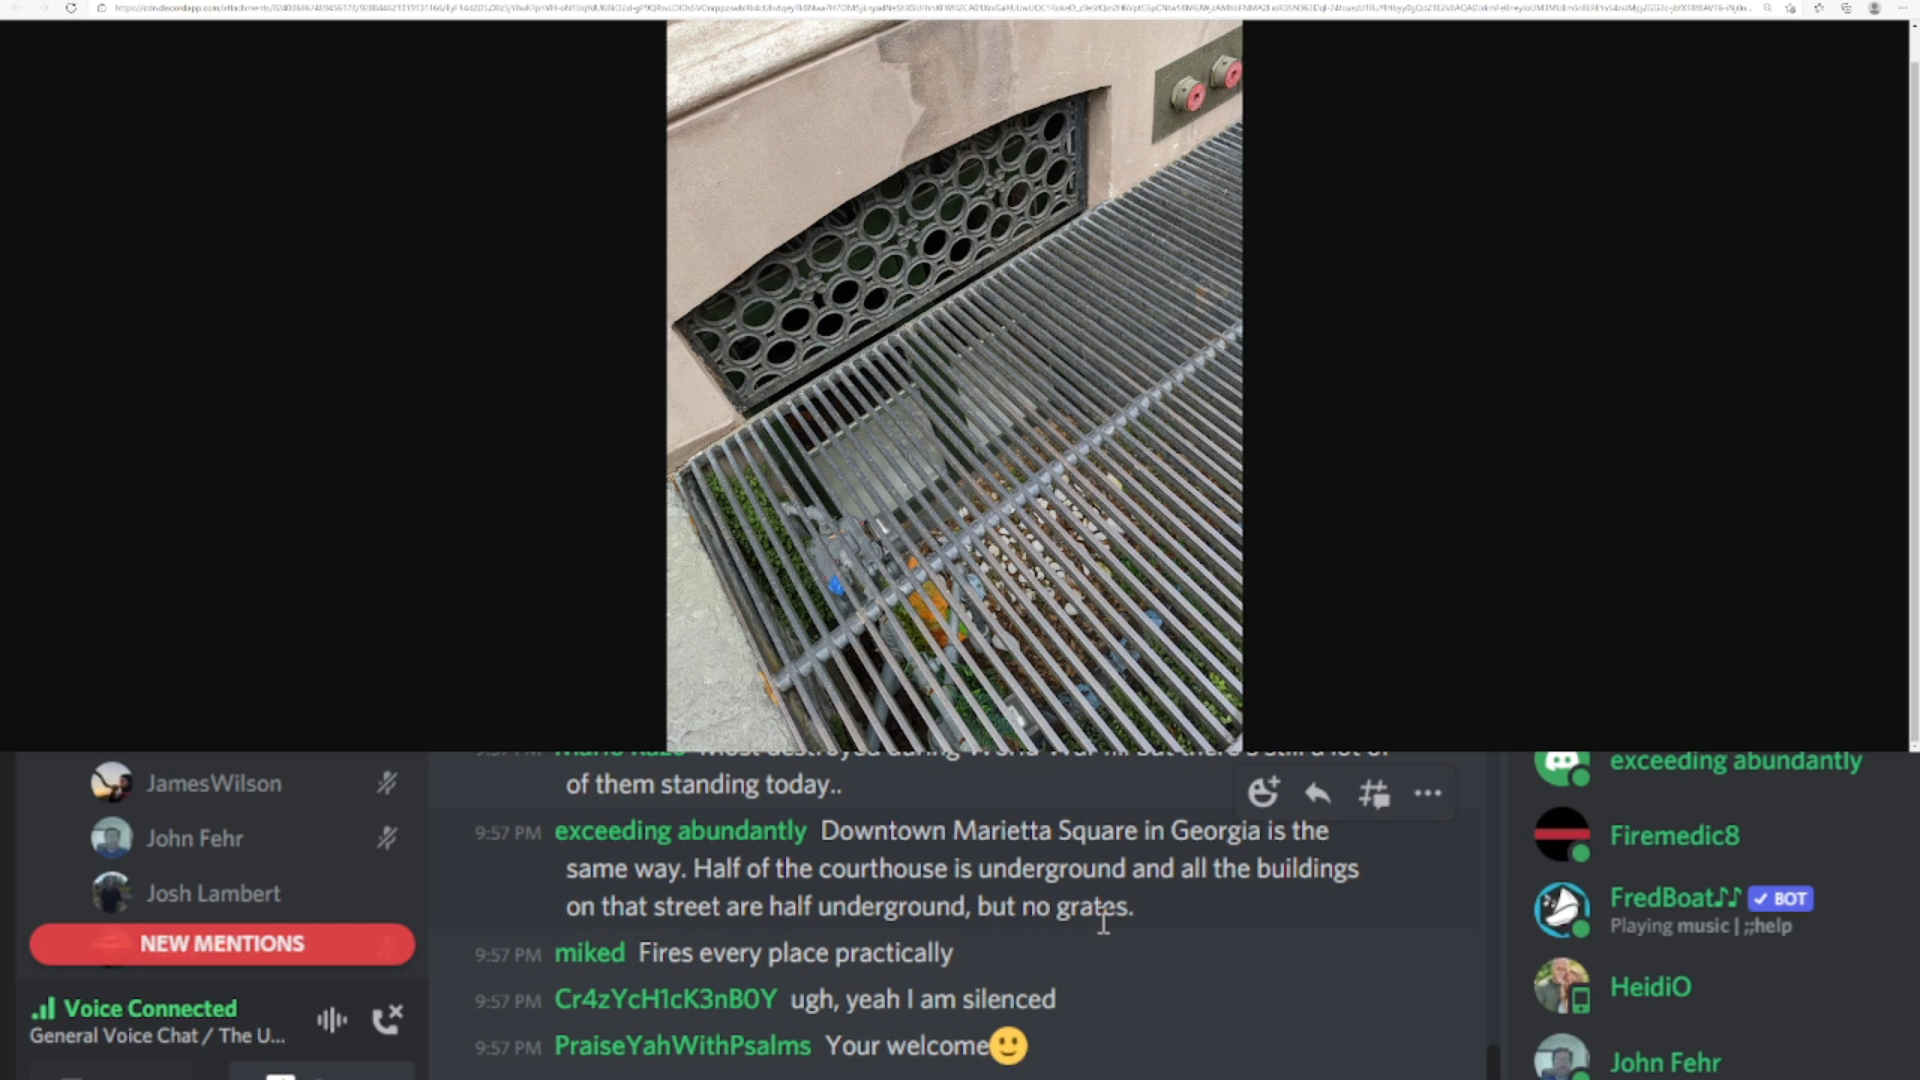 of them standing today..
9:57 PM exceeding abundantly Downtown Marietta Square in Georgia is the
same way. Half of the courthouse is underground and all the buildings
on that street are half underground, but no grates.
9:57 PM miked Fires every place practically
9:57 PM Cr4zYcH1cK3nB0Y ugh, yeah I am silenced
9:57 PM PraiseYahWithPsalms Your welcome
JamesWilson
John Fehr
Josh Lambert
NEW MENTIONS
Voice Connected
General Voice Chat / The U...
exceeding abundantly
Firemedic8
FredBoat♪♪ ✓ BOT
Playing music | ;;help
HeidiO
John Fehr